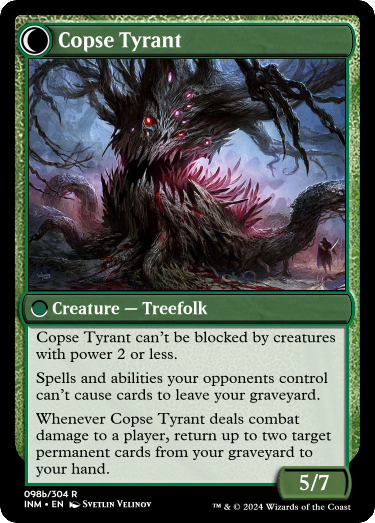 Copse Tyrant
Creature — Treefolk
Copse Tyrant can't be blocked by creatures
with power 2 or less.
Spells and abilities your opponents control
can't cause cards to leave your graveyard.
Whenever Copse Tyrant deals combat
damage to a player, return up to two target
permanent cards from your graveyard to
your hand.
5/7
098b/304 R
INM • EN Svetlin Velinov
™ & © 2024 Wizards of the Coast